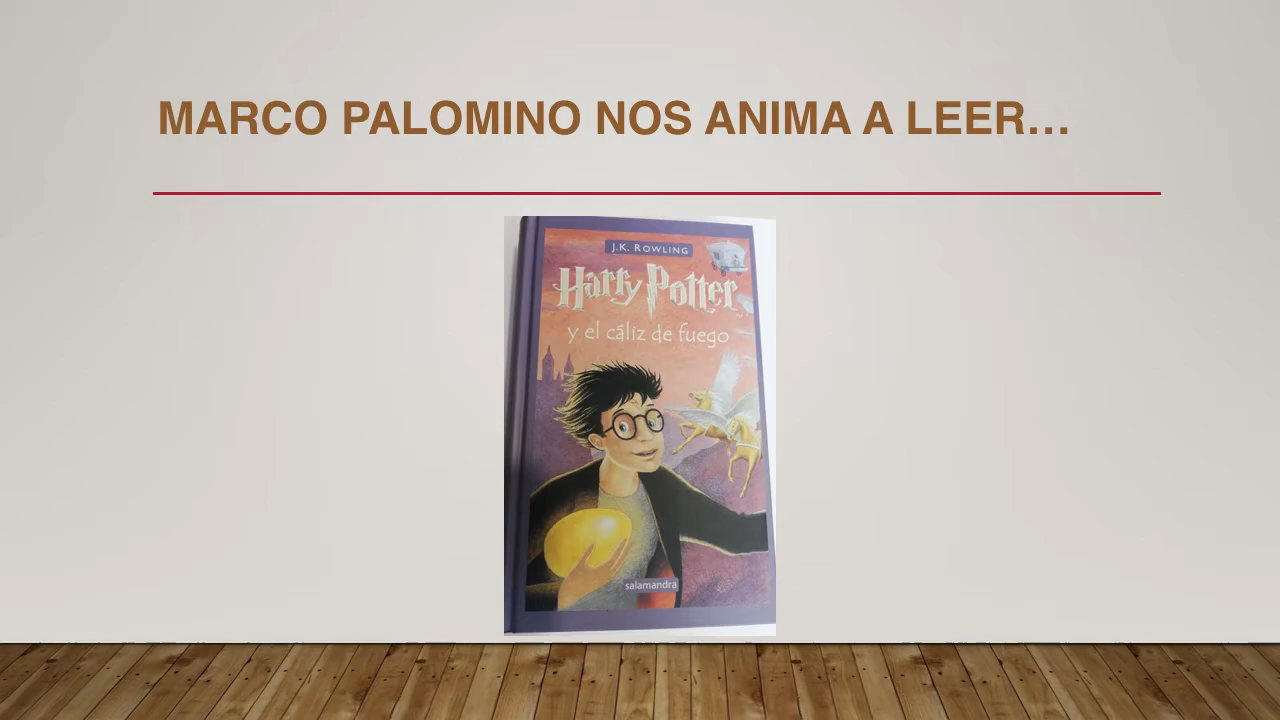 MARCO PALOMINO NOS ANIMA A LEER...
J.K. ROWLING
Harry Potter
y el cáliz de fuego
salamandra